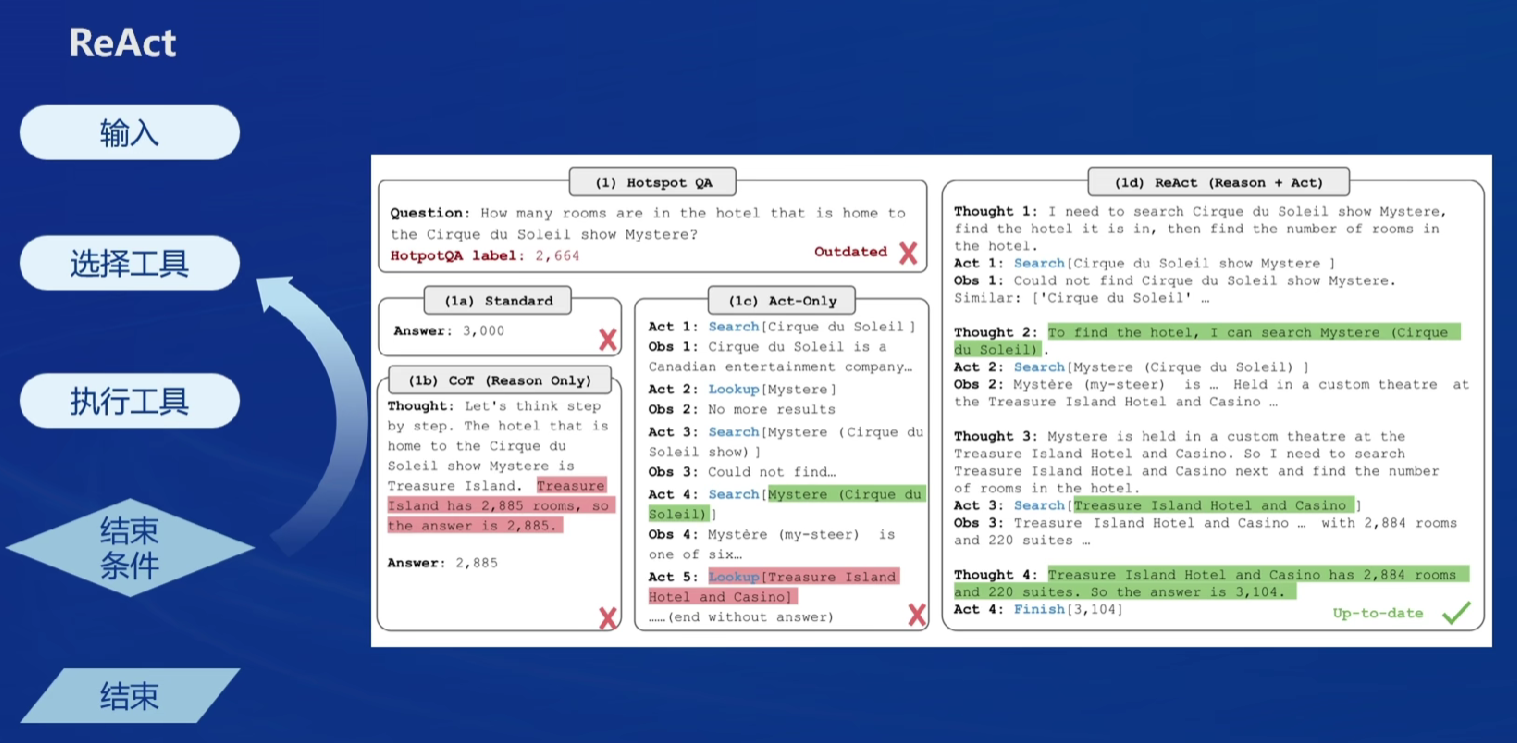 ReAct
输入
选择工具
执行工具
结束
条件
结束
(1) Hotspot QA
Question: How many rooms are in the hotel that is home to
the Cirque du Soleil show Mystere?
HotpotQA label: 2,664
Outdated
(1a) Standard
Answer: 3,000
(1b) CoT (Reason Only)
Thought: Let's think step
by step. The hotel that is
home to the Cirque du
Soleil show Mystere is
Treasure Island. Treasure
Island has 2,885 rooms, so
the answer is 2,885.
Answer: 2,885
(1c) Act-Only
Act 1: Search[Cirque du Soleil ]
Obs 1: Cirque du Soleil is a
Canadian entertainment company…
Act 2: Lookup[Mystere ]
Obs 2: No more results
Act 3: Search[Mystere (Cirque du
Soleil show) ]
Obs 3: Could not find…
Act 4: Search[Mystere (Cirque du
Soleil)]
Obs 4: Mystère (my-steer) is
one of six…
Act 5: Lookup[Treasure Island
Hotel and Casino]
……(end without answer)
(1d) ReAct (Reason + Act)
Thought 1: I need to search Cirque du Soleil show Mystere,
find the hotel it is in, then find the number of rooms in
the hotel.
Act 1: Search[Cirque du Soleil show Mystere ]
Obs 1: Could not find Cirque du Soleil show Mystere.
Similar: ['Cirque du Soleil' …
Thought 2: To find the hotel, I can search Mystere (Cirque
du Soleil).
Act 2: Search[Mystere (Cirque du Soleil) ]
Obs 2: Mystère (my-steer) is … Held in a custom theatre at
the Treasure Island Hotel and Casino …
Thought 3: Mystere is held in a custom theatre at the
Treasure Island Hotel and Casino. So I need to search
Treasure Island Hotel and Casino next and find the number
of rooms in the hotel.
Act 3: Search[Treasure Island Hotel and Casino ]
Obs 3: Treasure Island Hotel and Casino … with 2,884 rooms
and 220 suites …
Thought 4: Treasure Island Hotel and Casino has 2,884 rooms
and 220 suites. So the answer is 3,104.
Act 4: Finish[3,104]
Up-to-date